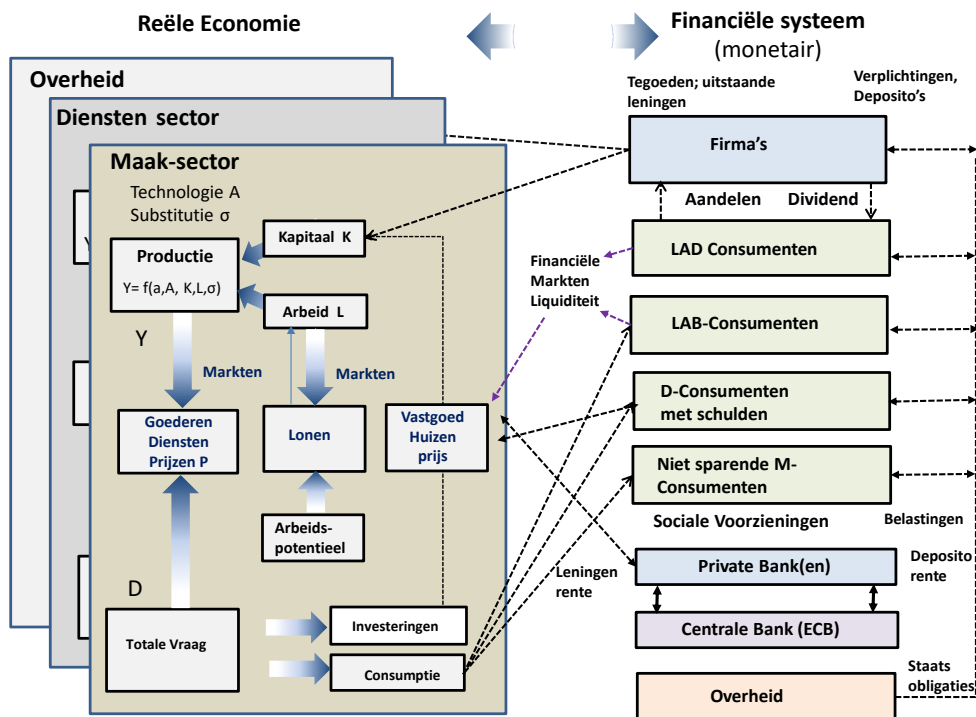 Reële Economie
Financiële systeem
(monetair)
Overheid
Diensten sector
Maak-sector
Technologie A
Substitutie σ
Kapitaal K
Productie
Y= f(a,A, K,L,σ)
Arbeid L
Y
Markten
Markten
Goederen
Diensten
Prijzen P
Lonen
Vastgoed
Huizen
prijs
Arbeids-
potentieel
D
Totale Vraag
Investeringen
Consumptie
Tegoeden; uitstaande
leningen
Verplichtingen,
Deposito's
Firma's
Aandelen
Dividend
LAD Consumenten
Financiële
Markten
Liquiditeit
LAB-Consumenten
D-Consumenten
met schulden
Niet sparende M-
Consumenten
Sociale Voorzieningen
Belastingen
Leningen
rente
Private Bank(en)
Deposito
rente
Centrale Bank (ECB)
Staats
obligaties
Overheid